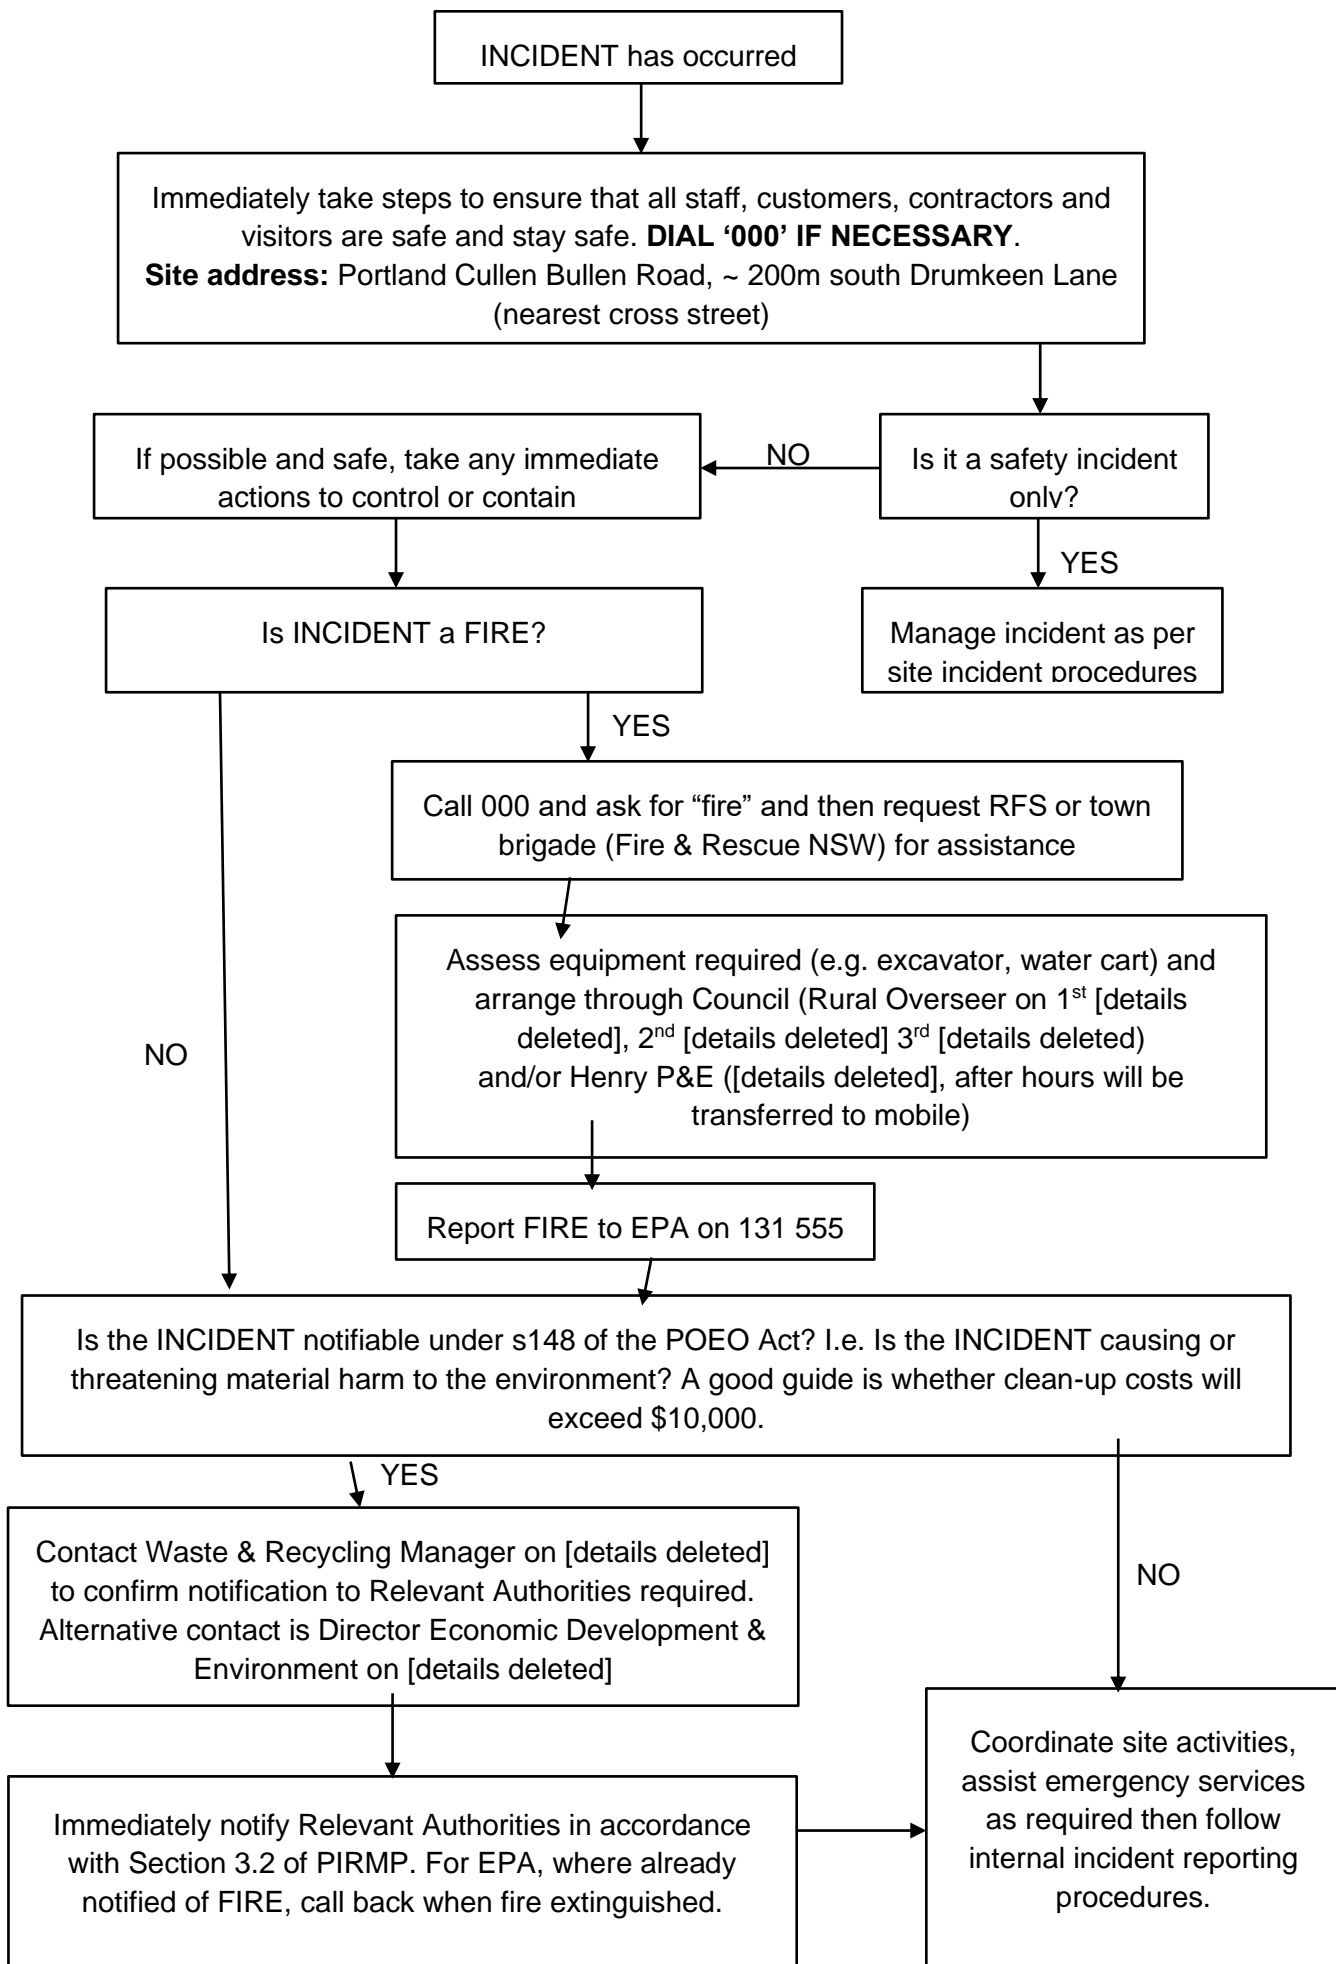 INCIDENT has occurred
Immediately take steps to ensure that all staff, customers, contractors and
visitors are safe and stay safe. DIAL ‘000’ IF NECESSARY.
Site address: Portland Cullen Bullen Road, ~ 200m south Drumkeen Lane
(nearest cross street)
If possible and safe, take any immediate
actions to control or contain
NO
Is it a safety incident
only?
YES
Is INCIDENT a FIRE?
Manage incident as per
site incident procedures
YES
Call 000 and ask for “fire” and then request RFS or town
brigade (Fire & Rescue NSW) for assistance
Assess equipment required (e.g. excavator, water cart) and
arrange through Council (Rural Overseer on 1st [details
deleted], 2nd [details deleted] 3rd [details deleted)
and/or Henry P&E ([details deleted], after hours will be
transferred to mobile)
NO
Report FIRE to EPA on 131 555
Is the INCIDENT notifiable under s148 of the POEO Act? I.e. Is the INCIDENT causing or
threatening material harm to the environment? A good guide is whether clean-up costs will
exceed $10,000.
YES
Contact Waste & Recycling Manager on [details deleted]
to confirm notification to Relevant Authorities required.
Alternative contact is Director Economic Development &
Environment on [details deleted]
NO
Immediately notify Relevant Authorities in accordance
with Section 3.2 of PIRMP. For EPA, where already
notified of FIRE, call back when fire extinguished.
Coordinate site activities,
assist emergency services
as required then follow
internal incident reporting
procedures.